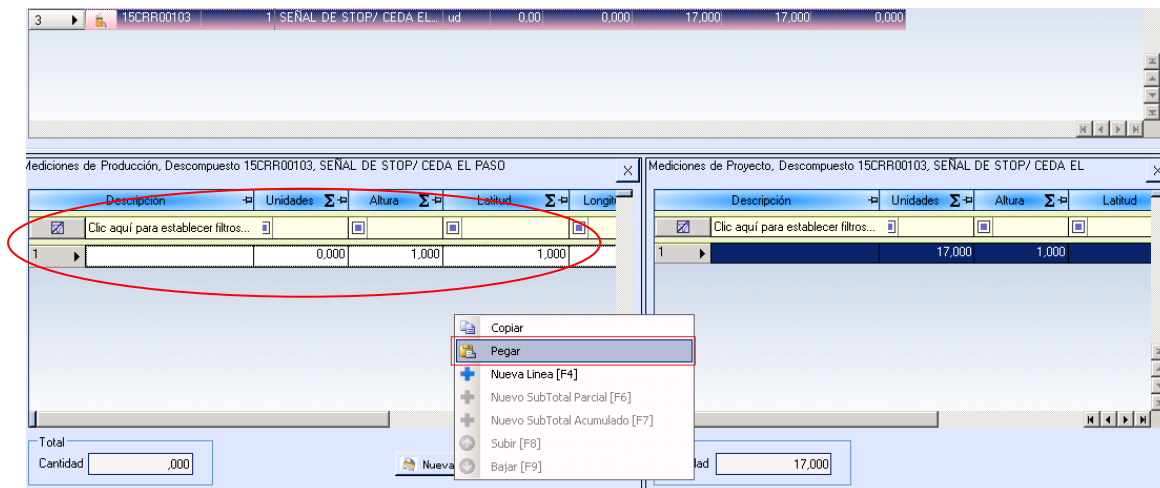 3 15CRR00103 1 SEÑAL DE STOP/ CEDA EL... ud 0,00 0,000 17,000 17,000 0,000
Mediciones de Producción, Descompuesto 15CRR00103, SEÑAL DE STOP/ CEDA EL PASO
Descripción Unidades Σ Altura Σ Latitud Σ Longit
Clic aquí para establecer filtros...
1 0,000 1,000 1,000
Mediciones de Proyecto, Descompuesto 15CRR00103, SEÑAL DE STOP/ CEDA EL
Descripción Unidades Σ Altura Σ Latitud
Clic aquí para establecer filtros...
1 17,000 1,000
Copiar
Pegar
Nueva Linea [F4]
Nuevo SubTotal Parcial [F6]
Nuevo SubTotal Acumulado [F7]
Subir [F8]
Bajar [F9]
Total
Cantidad ,000
Nueva
dad 17,000